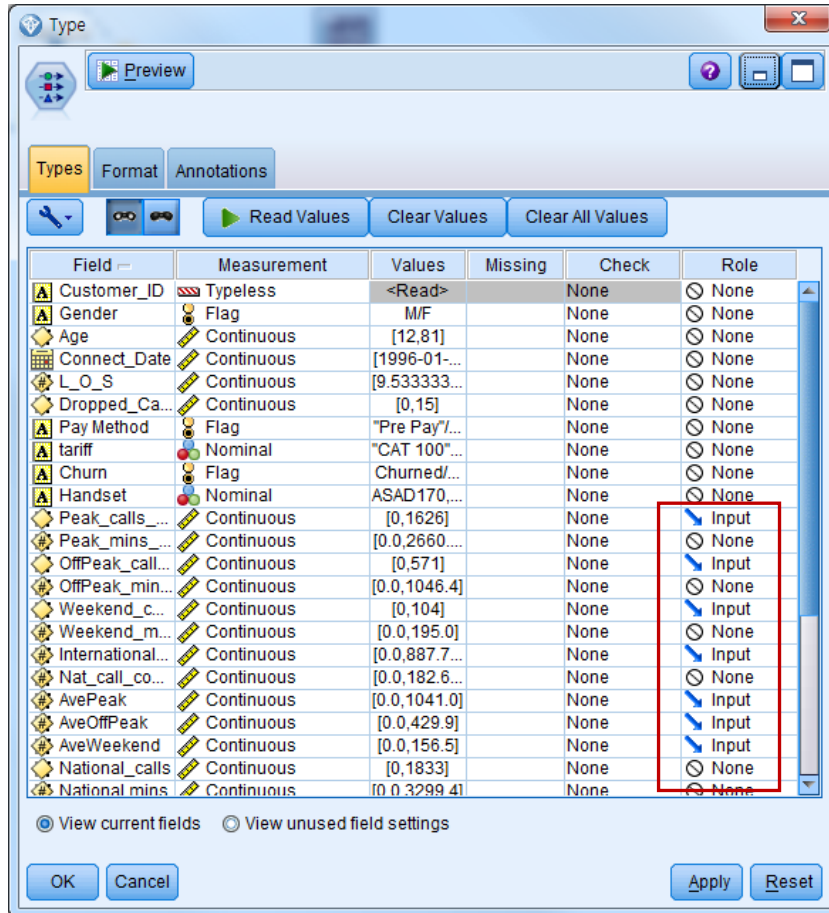 Type
Preview
Types Format Annotations
Read Values Clear Values Clear All Values
Field Measurement Values Missing Check Role
A Customer_ID Typeless <Read> None None
A Gender Flag M/F None None
Age Continuous [12,81] None None
Connect_Date Continuous [1996-01-... None None
# L_O_S Continuous [9.533333... None None
Dropped_Ca... Continuous [0,15] None None
A Pay Method Flag "Pre Pay"/... None None
A tariff Nominal "CAT 100"... None None
A Churn Flag Churned/... None None
A Handset Nominal ASAD170,... None None
Peak_calls_... Continuous [0,1626] None Input
# Peak_mins_... Continuous [0.0,2660.... None None
OffPeak_call... Continuous [0,571] None Input
# OffPeak_min... Continuous [0.0,1046.4] None None
Weekend_c... Continuous [0,104] None Input
# Weekend_m... Continuous [0.0,195.0] None None
# International... Continuous [0.0,887.7... None Input
# Nat_call_co... Continuous [0.0,182.6... None None
# AvePeak Continuous [0.0,1041.0] None Input
# AveOffPeak Continuous [0.0,429.9] None Input
# AveWeekend Continuous [0.0,156.5] None Input
National_calls Continuous [0,1833] None None
# National mins Continuous [0.0,3299.4] None None
View current fields View unused field settings
OK Cancel Apply Reset